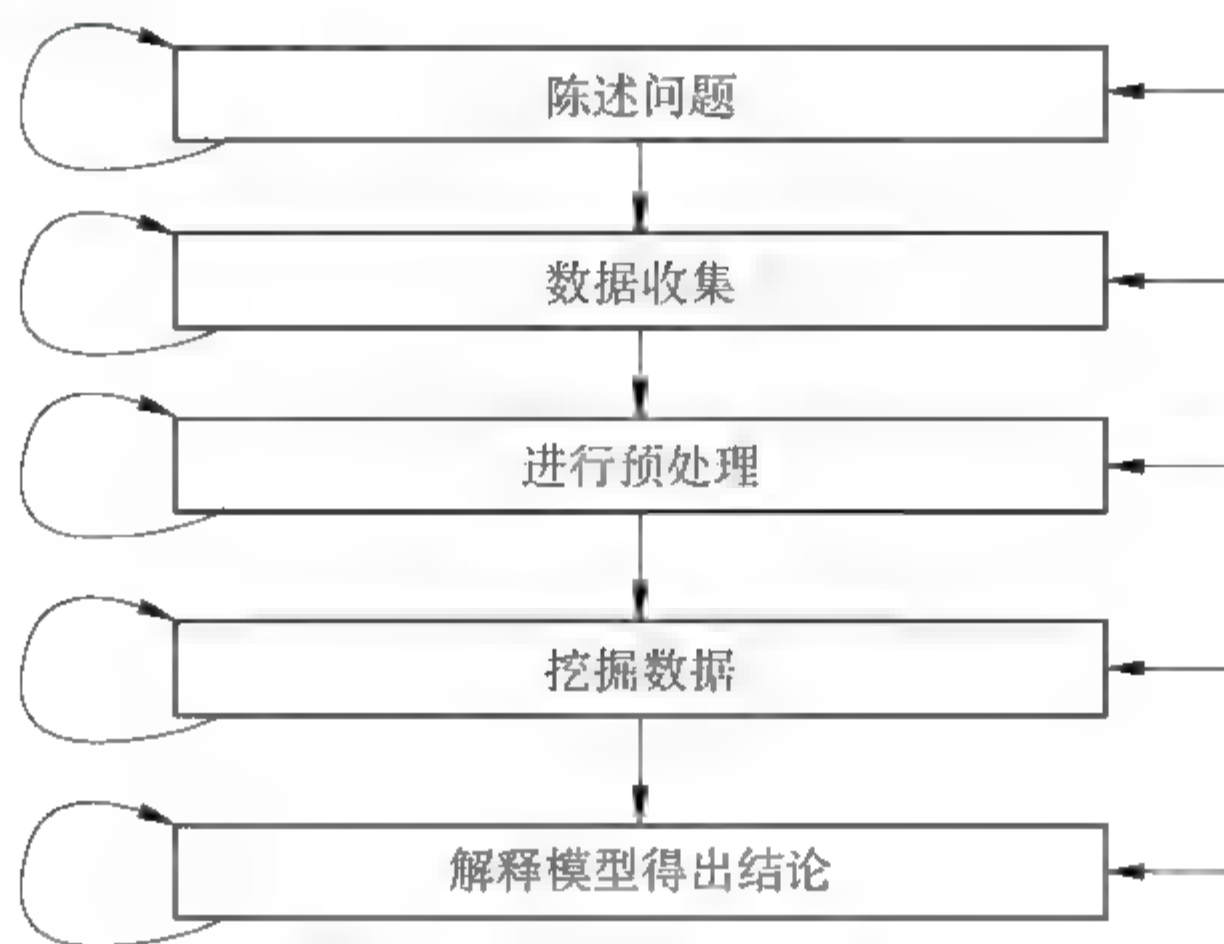 陈述问题
数据收集
进行预处理
挖掘数据
解释模型得出结论